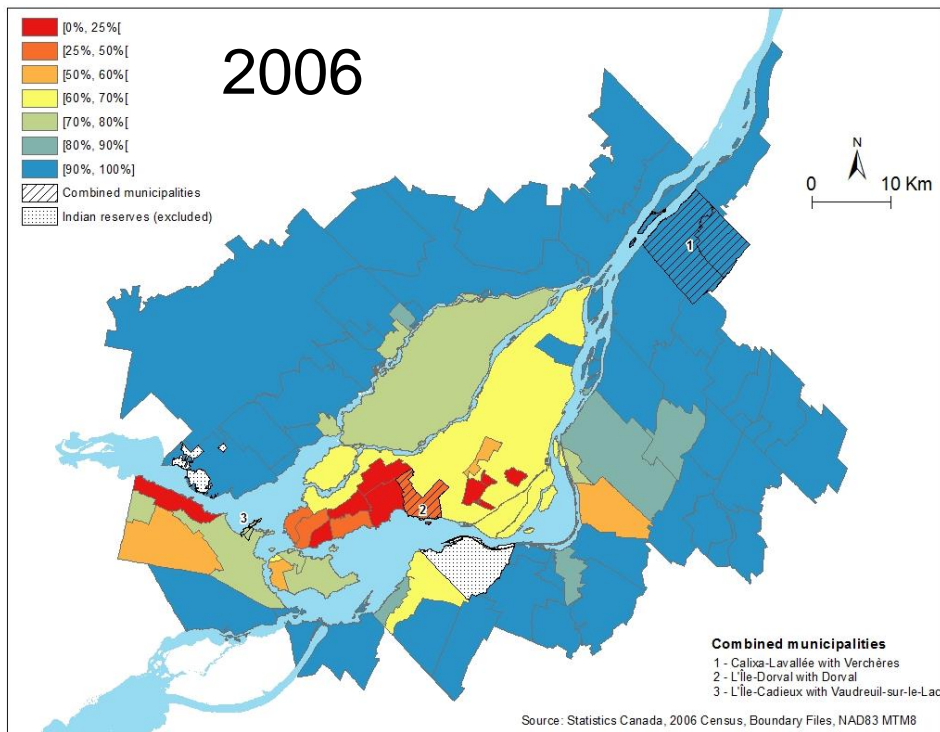 2006
[0%, 25%[
[25%, 50%[
[50%, 60%[
[60%, 70%[
[70%, 80%[
[80%, 90%[
[90%, 100%]
Combined municipalities
Indian reserves (excluded)
N
0 10 Km
1
2
3
Combined municipalities
1 - Calixa-Lavallée with Verchères
2 - L'Île-Dorval with Dorval
3 - L'Île-Cadieux with Vaudreuil-sur-le-Lac
Source: Statistics Canada, 2006 Census, Boundary Files, NAD83 MTM8